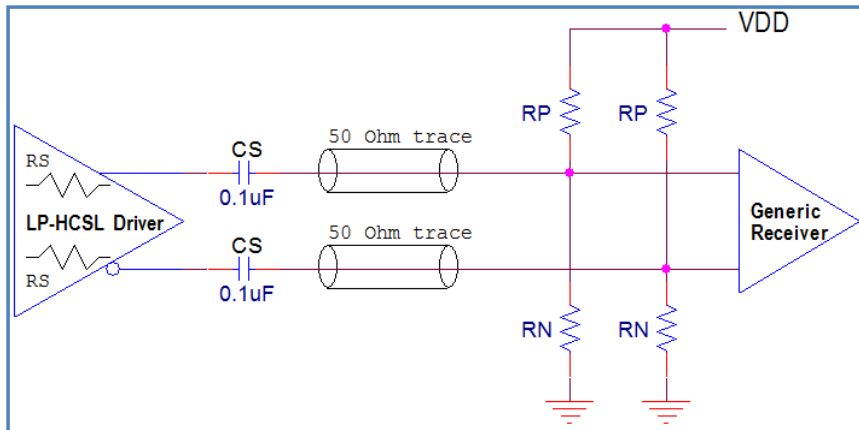 VDD
RP
RP
50 Ohm trace
CS
0.1uF
RS
LP-HCSL Driver
RS
Generic
Receiver
50 Ohm trace
CS
0.1uF
RN
RN